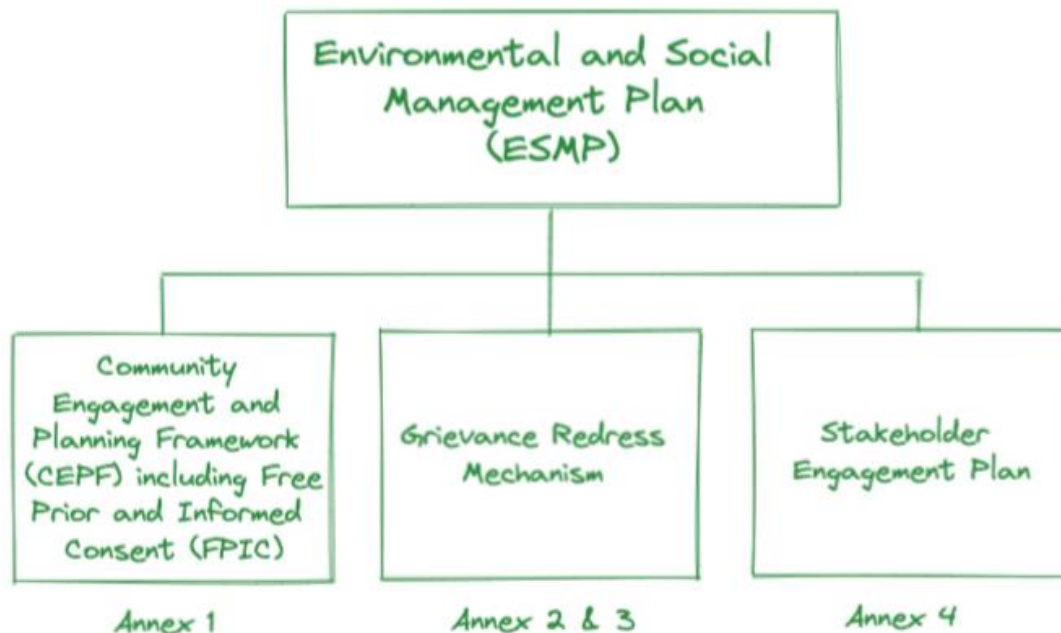 Environmental and Social
Management Plan
(ESMP)
Community
Engagement and
Planning Framework
(CEPF) including Free
Prior and Informed
Consent (FPIC)
Annex 1
Grievance Redress
Mechanism
Annex 2 & 3
Stakeholder
Engagement Plan
Annex 4